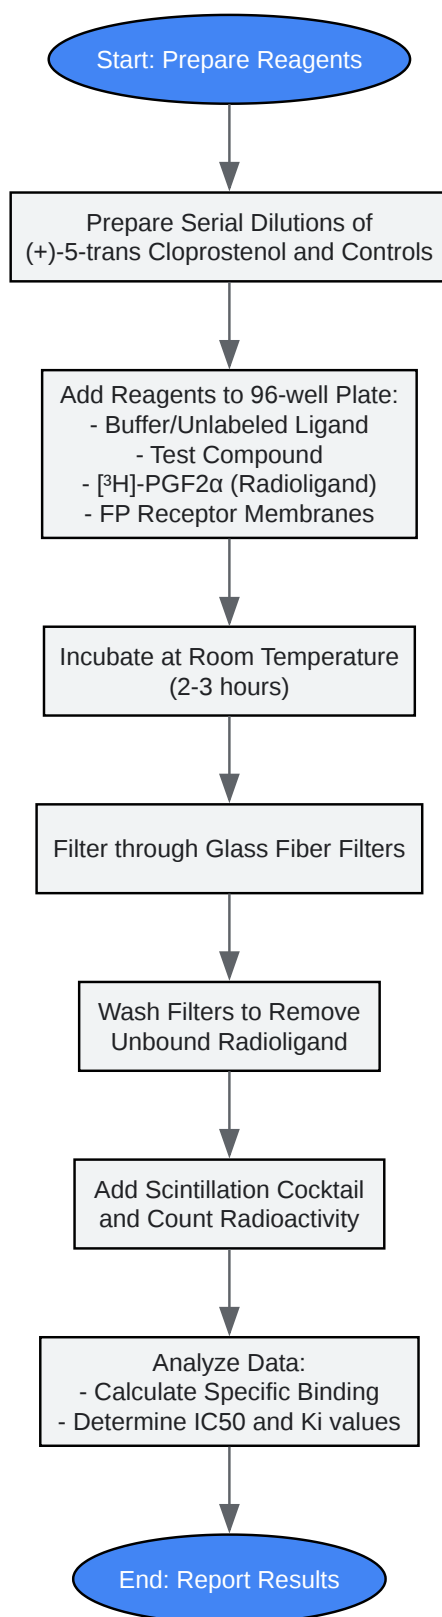 Start: Prepare Reagents
Prepare Serial Dilutions of
(+)-5-trans Cloprostenol and Controls
Add Reagents to 96-well Plate:
- Buffer/Unlabeled Ligand
- Test Compound
- [³H]-PGF2α (Radioligand)
- FP Receptor Membranes
Incubate at Room Temperature
(2-3 hours)
Filter through Glass Fiber Filters
Wash Filters to Remove
Unbound Radioligand
Add Scintillation Cocktail
and Count Radioactivity
Analyze Data:
- Calculate Specific Binding
- Determine IC50 and Ki values
End: Report Results